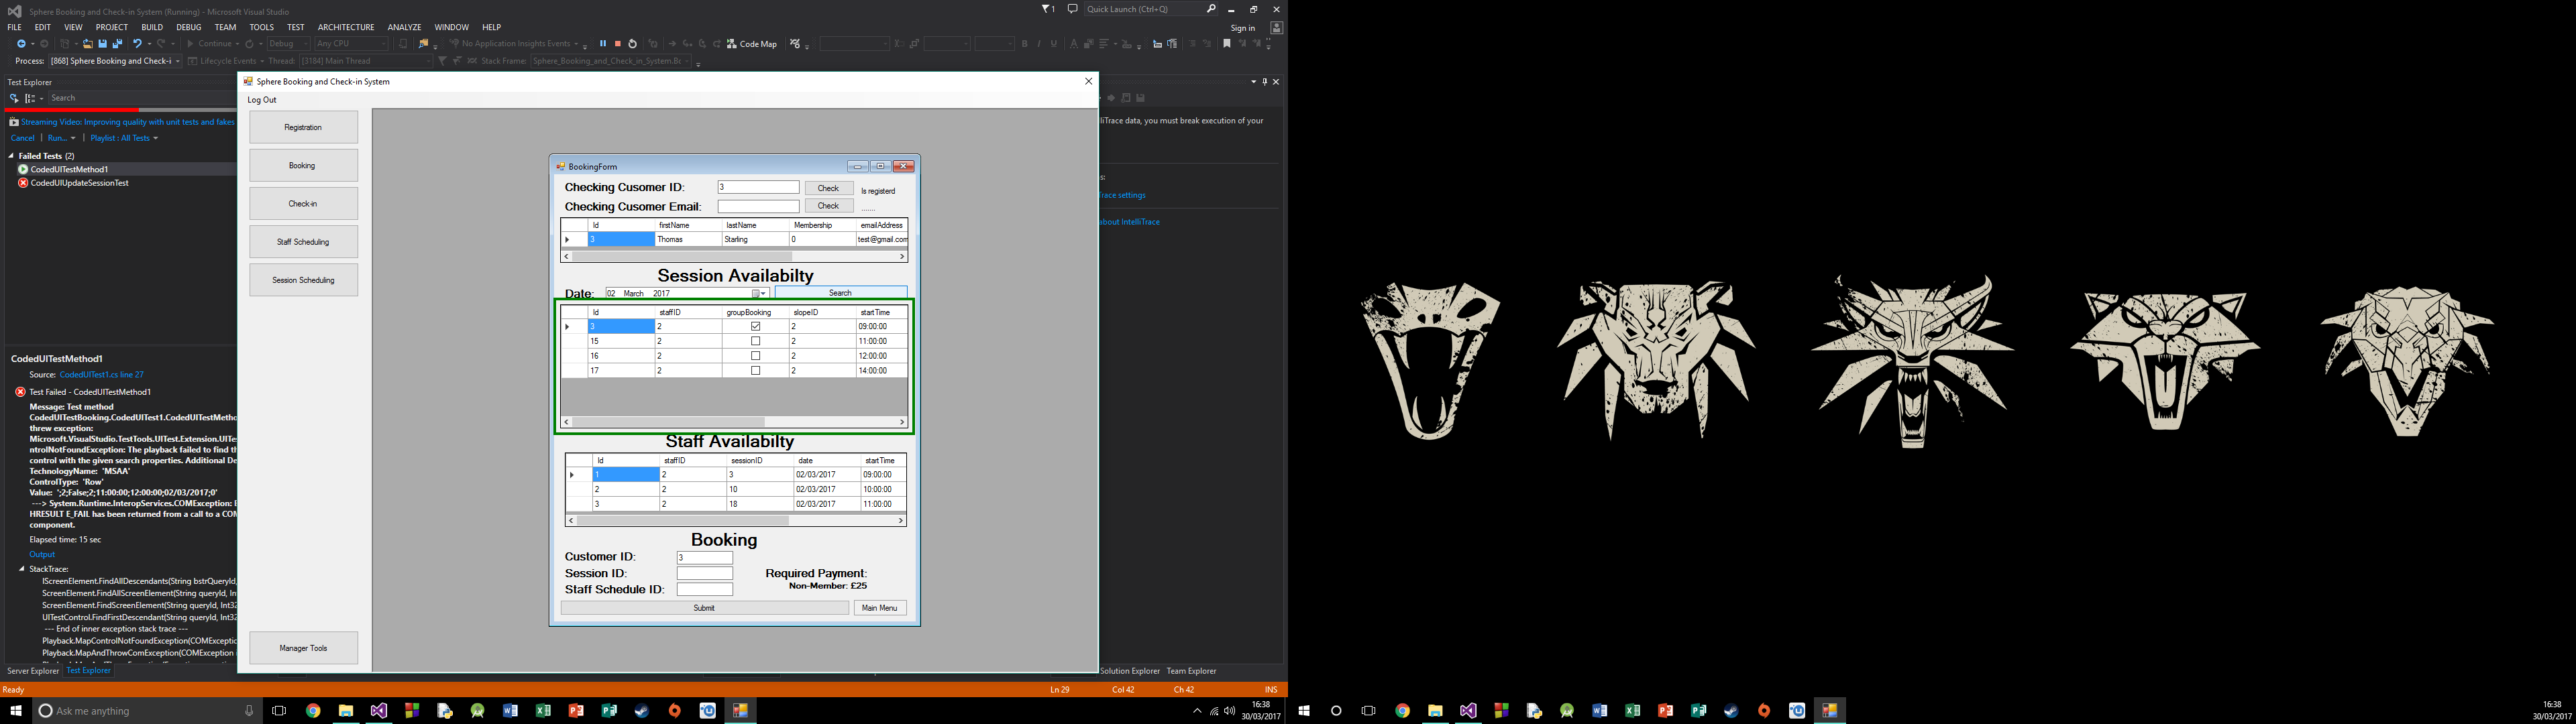 Sphere Booking and Check-in System (Running) - Microsoft Visual Studio
1
Quick Launch (Ctrl+Q)
FILE EDIT VIEW PROJECT BUILD DEBUG TEAM TOOLS TEST ARCHITECTURE ANALYZE WINDOW HELP
Sign in
Continue Debug Any CPU No Application Insights Events Code Map
Process: [868] Sphere Booking and Check-i Lifecycle Events Thread: [3184] Main Thread Stack Frame: Sphere_Booking_and_Check_in_System.Bc
Test Explorer
Search
Streaming Video: Improving quality with unit tests and fakes
Cancel | Run... | Playlist : All Tests
Failed Tests (2)
CodedUITestMethod1
CodedUIUpdateSessionTest
CodedUITestMethod1
Source: CodedUITest1.cs line 27
Test Failed - CodedUITestMethod1
Message: Test method
CodedUITestBooking.CodedUITest1.CodedUITestMetho
threw exception:
Microsoft.VisualStudio.TestTools.UITest.Extension.UITes
ntrolNotFoundException: The playback failed to find th
control with the given search properties. Additional De
TechnologyName: 'MSAA'
ControlType: 'Row'
Value: ';2;False;2;11:00:00;12:00:00;02/03/2017;0'
---> System.Runtime.InteropServices.COMException: E
HRESULT E_FAIL has been returned from a call to a COM
component.
Elapsed time: 15 sec
Output
StackTrace:
IScreenElement.FindAllDescendants(String bstrQueryId,
ScreenElement.FindAllScreenElement(String queryId, Int
ScreenElement.FindScreenElement(String queryId, Int32
UITestControl.FindFirstDescendant(String queryId, Int32
--- End of inner exception stack trace ---
Playback.MapControlNotFoundException(COMExceptio
Playback.MapAndThrowComException(COMException
Server Explorer Test Explorer
Sphere Booking and Check-in System
Log Out
Registration
Booking
Check-in
Staff Scheduling
Session Scheduling
Manager Tools
BookingForm
Checking Cusomer ID: 3 Check Is registerd
Checking Cusomer Email: Check .......
Id firstName lastName Membership emailAddress
3 Thomas Starling 0 test@gmail.com
Session Availabilty
Date: 02 March 2017 Search
Id staffID groupBooking slopeID startTime
3 2 2 09:00:00
15 2 2 11:00:00
16 2 2 12:00:00
17 2 2 14:00:00
Staff Availabilty
Id staffID sessionID date startTime
1 2 3 02/03/2017 09:00:00
2 2 10 02/03/2017 10:00:00
3 2 18 02/03/2017 11:00:00
Booking
Customer ID: 3
Session ID:
Staff Schedule ID:
Required Payment:
Non-Member: £25
Submit Main Menu
lliTrace data, you must break execution of your
s:
Trace settings
about IntelliTrace
Solution Explorer Team Explorer
Ready Ln 29 Col 42 Ch 42 INS
Ask me anything
16:38
30/03/2017
16:38
30/03/2017